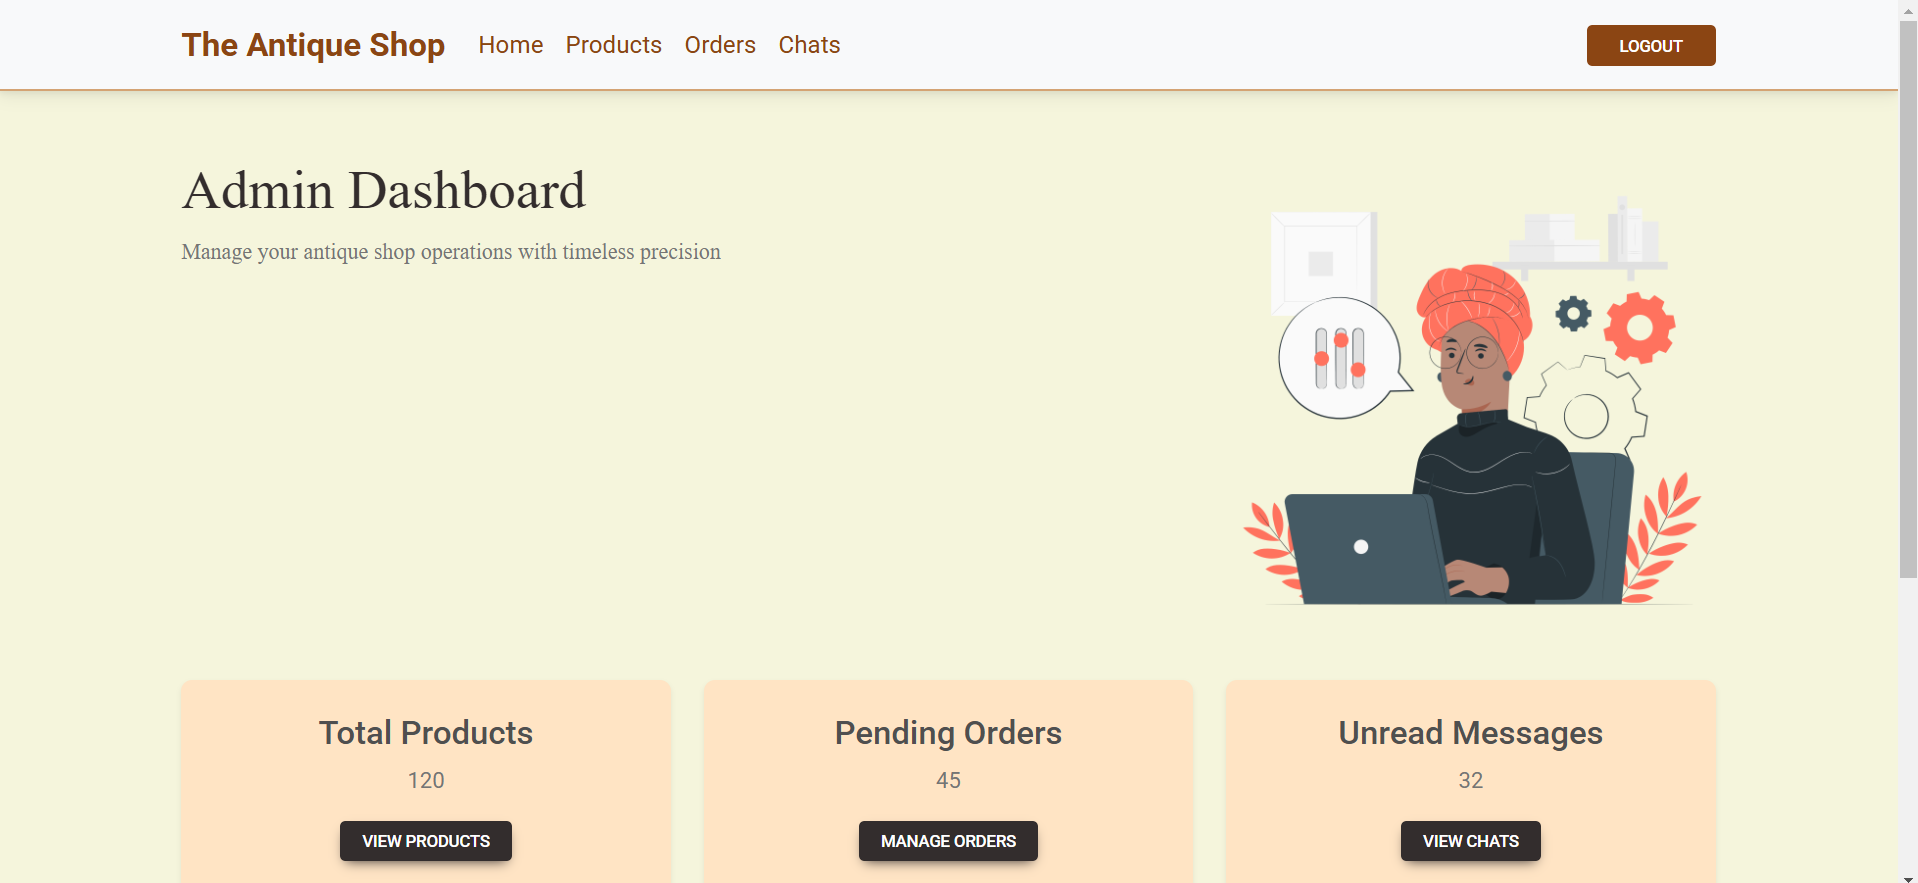 The Antique Shop Home Products Orders Chats LOGOUT
Admin Dashboard
Manage your antique shop operations with timeless precision
Total Products
120
VIEW PRODUCTS
Pending Orders
45
MANAGE ORDERS
Unread Messages
32
VIEW CHATS